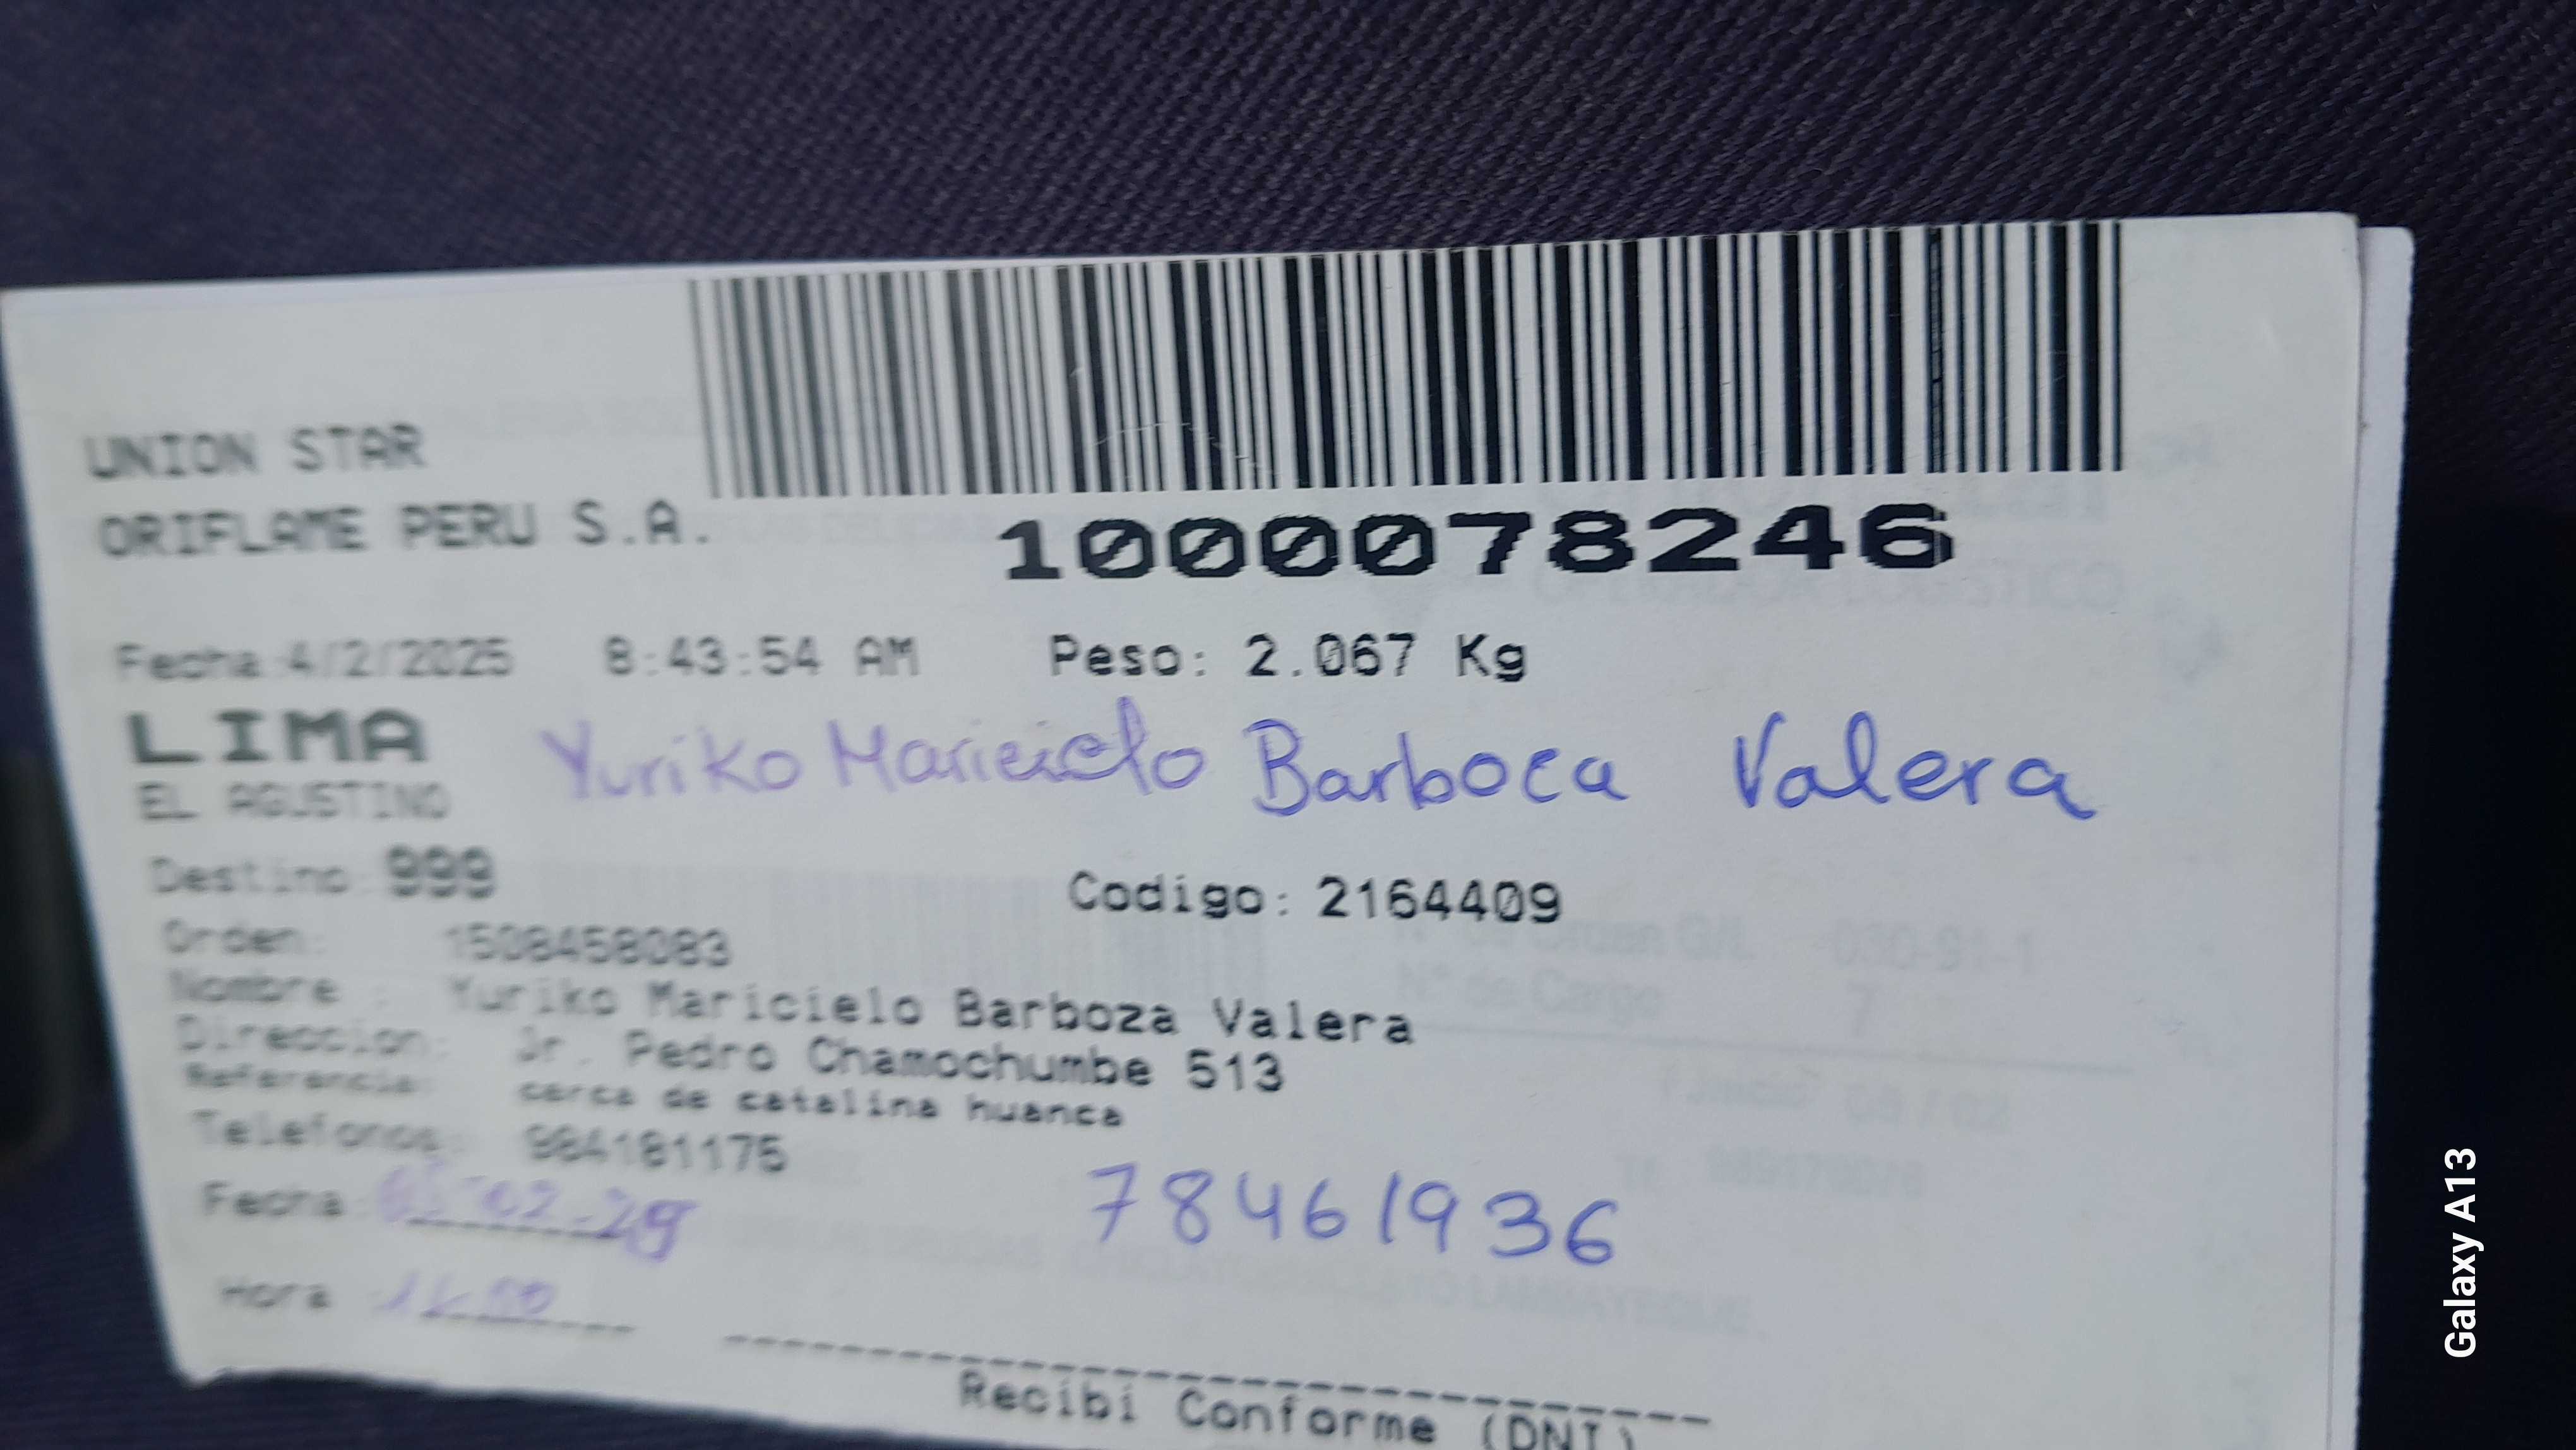 UNION STAR
ORIFLAME PERU S.A.
1000078246
Fecha:4/2/2025 8:43:54 AM Peso: 2.067 Kg
LIMA
EL AGUSTINO
Yuriko Maricielo Barboca Valera
Destino: 999 Codigo: 2164409
Orden: 1508458083
Nombre : Yuriko Maricielo Barboza Valera
Direccion: Jr. Pedro Chamochumbe 513
Referencia: cerca de catalina huanca
Telefonos: 984181175
Fecha
78461936
Hora
Recibi Conforme (DNI)
Galaxy A13